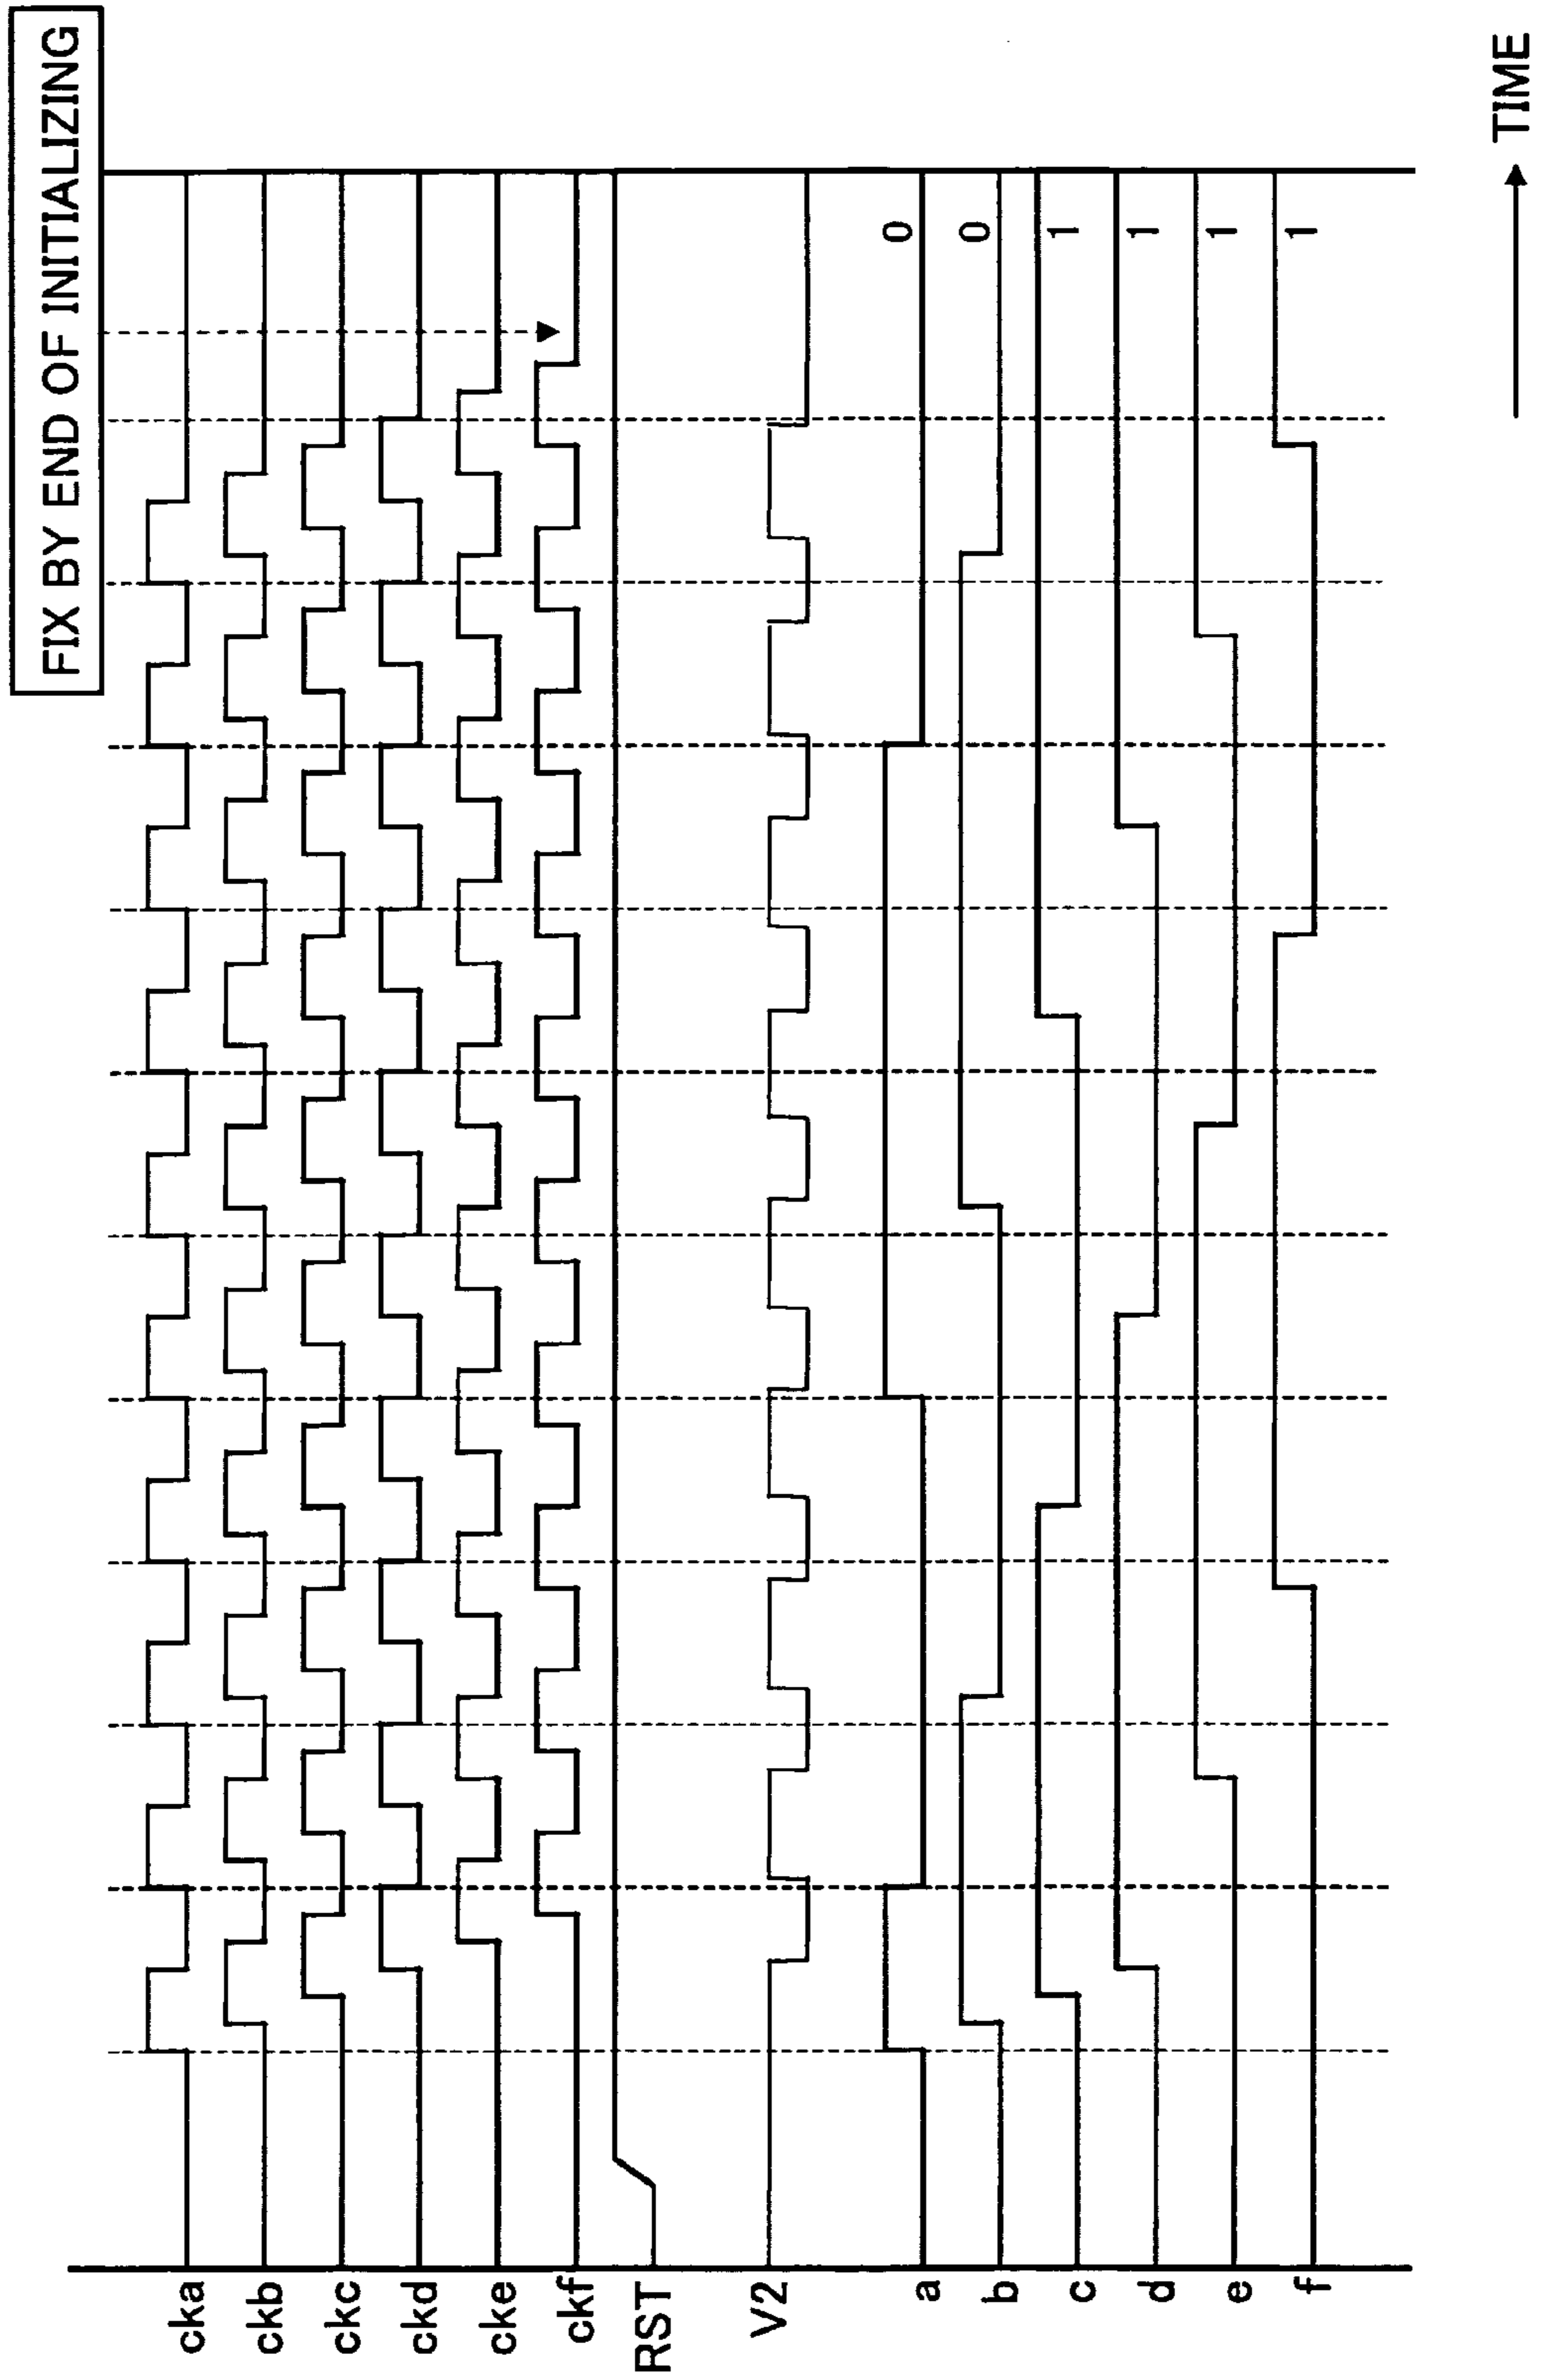 FIX BY END OF INITIALIZING
cka
ckb
ckc
ckd
cke
ckf
RST
V2
a 0
b 0
c 1
d 1
e 1
f 1
TIME